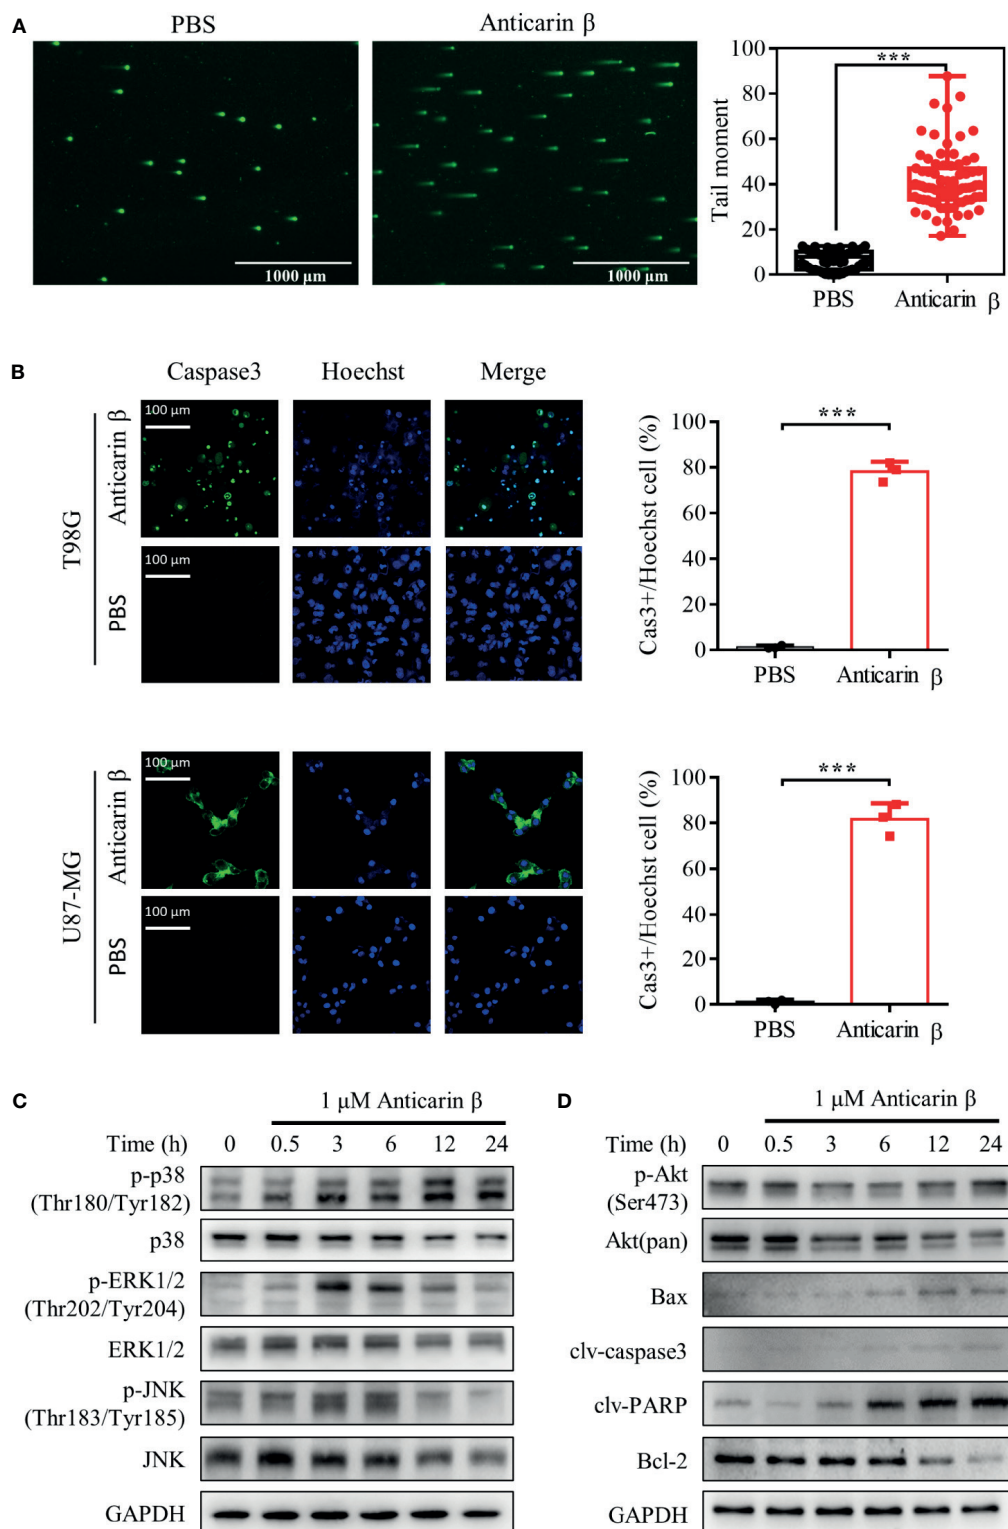 A
PBS
Anticarin β
1000 µm
1000 µm
Tail moment
100
80
60
40
20
0
***
PBS
Anticarin β
B
Caspase3
Hoechst
Merge
T98G
Anticarin β
100 µm
PBS
100 µm
Cas3+/Hoechst cell (%)
100
80
60
40
20
0
***
PBS
Anticarin β
U87-MG
Anticarin β
100 µm
PBS
100 µm
Cas3+/Hoechst cell (%)
100
80
60
40
20
0
***
PBS
Anticarin β
C
1 µM Anticarin β
Time (h) 0 0.5 3 6 12 24
p-p38
(Thr180/Tyr182)
p38
p-ERK1/2
(Thr202/Tyr204)
ERK1/2
p-JNK
(Thr183/Tyr185)
JNK
GAPDH
D
1 µM Anticarin β
Time (h) 0 0.5 3 6 12 24
p-Akt
(Ser473)
Akt(pan)
Bax
clv-caspase3
clv-PARP
Bcl-2
GAPDH